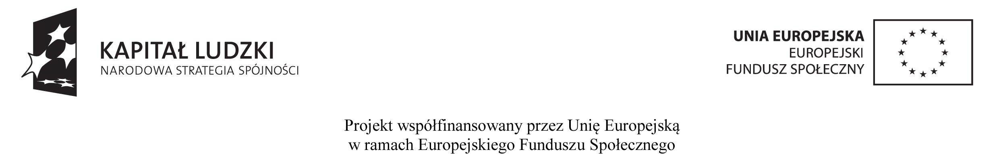 KAPITAŁ LUDZKI
NARODOWA STRATEGIA SPÓJNOŚCI
UNIA EUROPEJSKA
EUROPEJSKI
FUNDUSZ SPOŁECZNY
Projekt współfinansowany przez Unię Europejską
w ramach Europejskiego Funduszu Społecznego